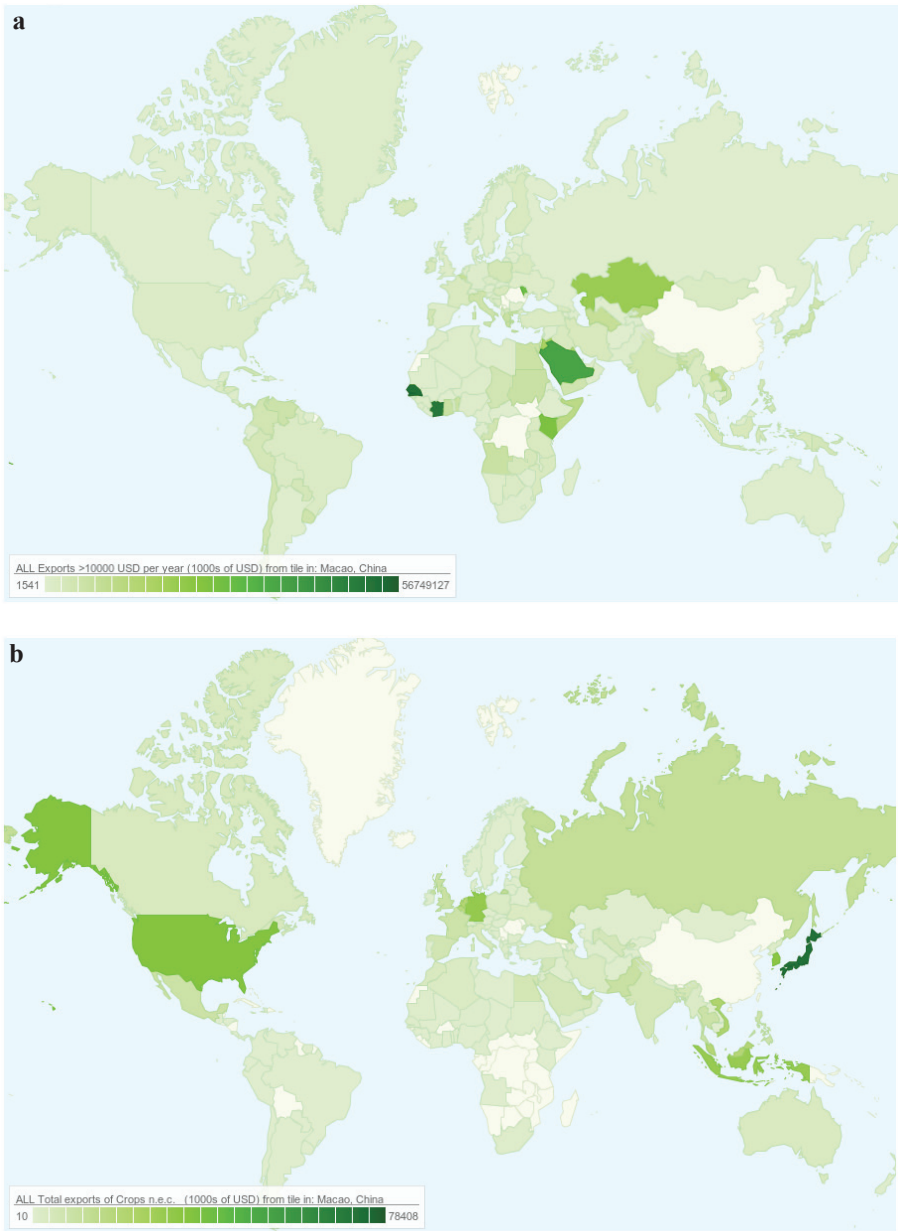 a
ALL Exports >10000 USD per year (1000s of USD) from tile in: Macao, China
1541 56749127
b
ALL Total exports of Crops n.e.c. (1000s of USD) from tile in: Macao, China
10 78408